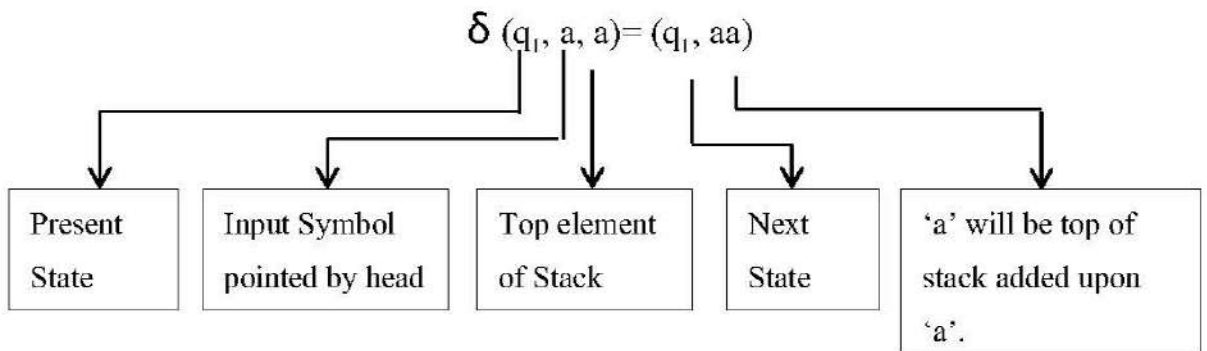 δ (q₁, a, a)= (q₁, aa)
Present
State
Input Symbol
pointed by head
Top element
of Stack
Next
State
‘a’ will be top of
stack added upon
‘a’.